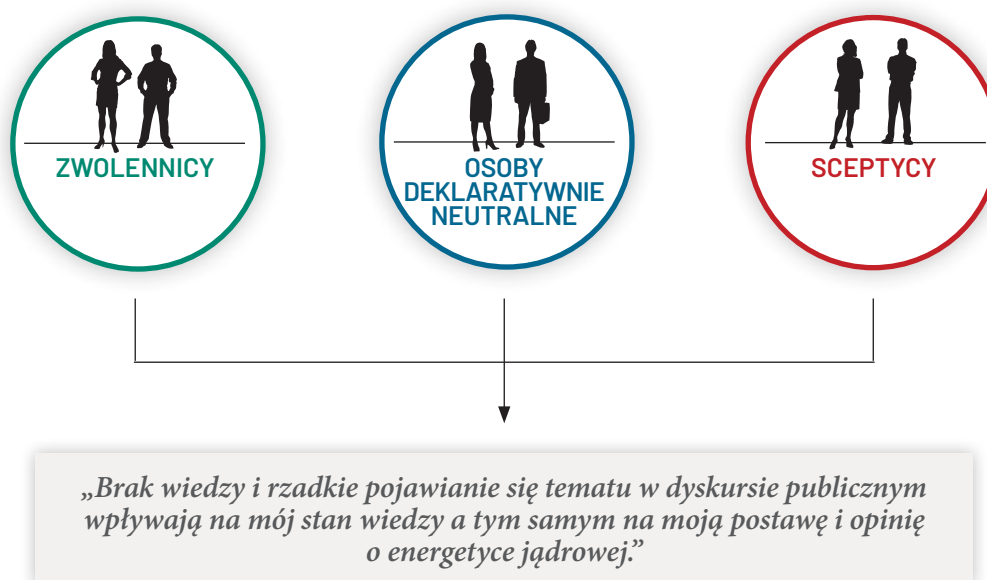 ZWOLENNICY
OSOBY
DEKLARATYWNIE
NEUTRALNE
SCEPTYCY
„Brak wiedzy i rzadkie pojawianie się tematu w dyskursie publicznym
wpływają na mój stan wiedzy a tym samym na moją postawę i opinię
o energetyce jądrowej.”